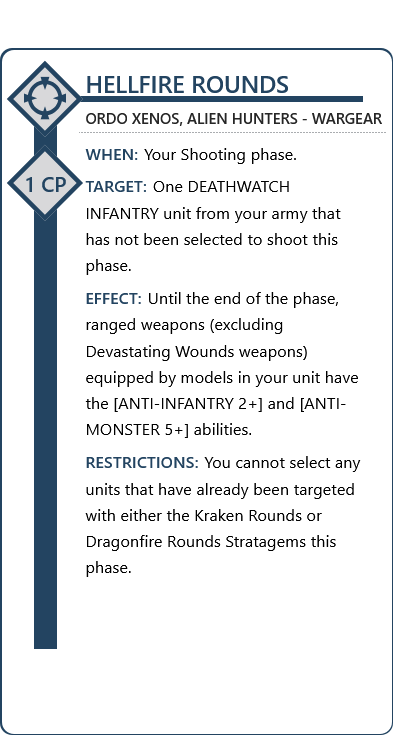 HELLFIRE ROUNDS
ORDO XENOS, ALIEN HUNTERS - WARGEAR
WHEN: Your Shooting phase.
1 CP
TARGET: One DEATHWATCH
INFANTRY unit from your army that
has not been selected to shoot this
phase.
EFFECT: Until the end of the phase,
ranged weapons (excluding
Devastating Wounds weapons)
equipped by models in your unit have
the [ANTI-INFANTRY 2+] and [ANTI-
MONSTER 5+] abilities.
RESTRICTIONS: You cannot select any
units that have already been targeted
with either the Kraken Rounds or
Dragonfire Rounds Stratagems this
phase.